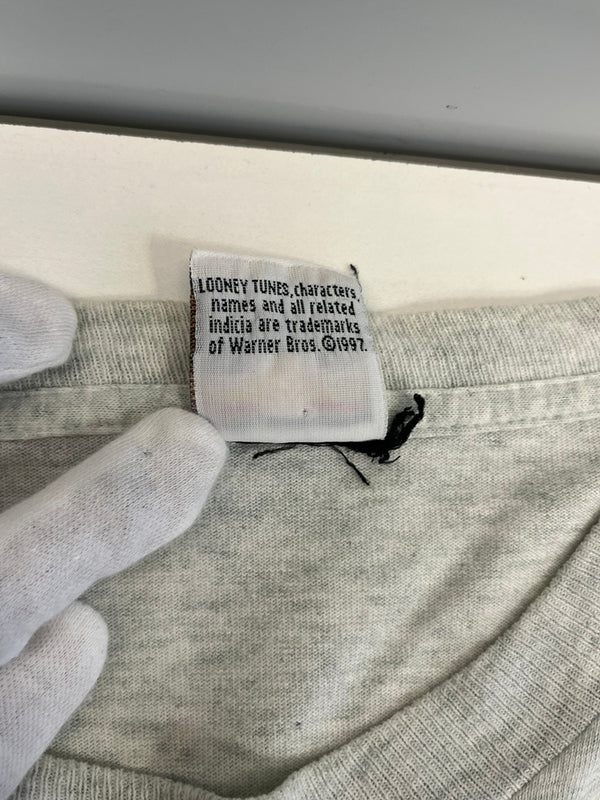 LOONEY TUNES, characters,
names and all related
indicia are trademarks
of Warner Bros. ©1997.